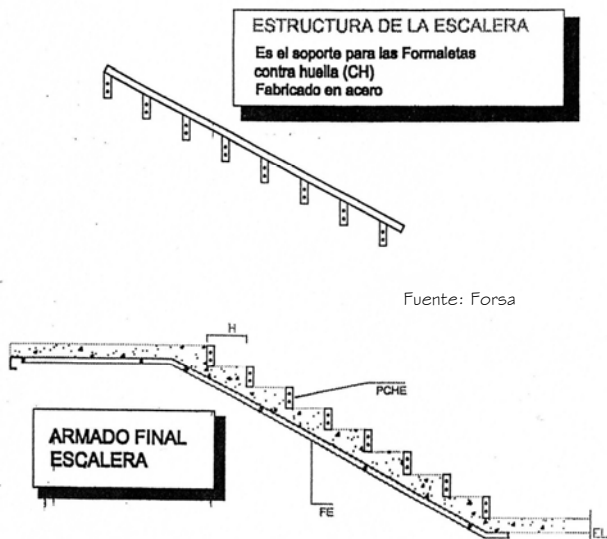 ESTRUCTURA DE LA ESCALERA
Es el soporte para las Formaletas
contra huella (CH)
Fabricado en acero
Fuente: Forsa
H
PCHE
ARMADO FINAL
ESCALERA
FE
EL